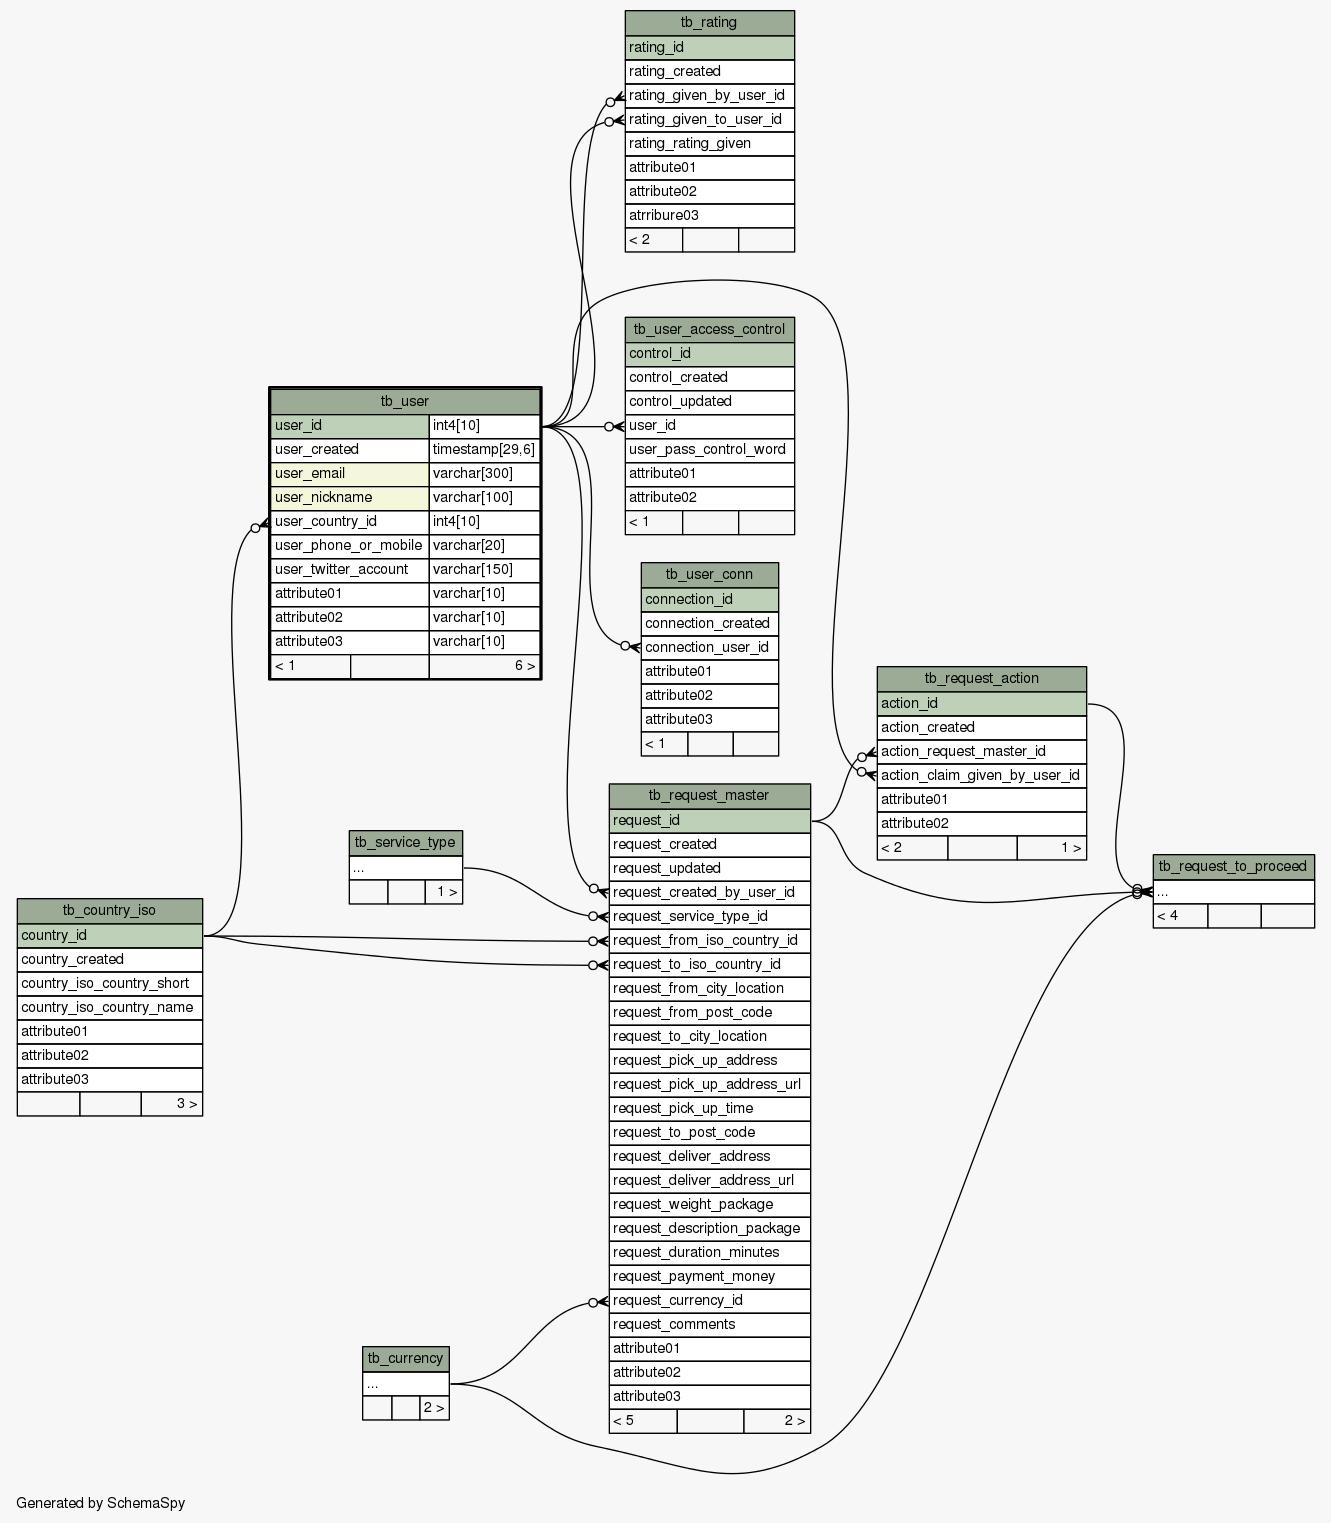 tb_rating
rating_id
rating_created
rating_given_by_user_id
rating_given_to_user_id
rating_rating_given
attribute01
attribute02
atrribure03
< 2
tb_user_access_control
control_id
control_created
control_updated
user_id
user_pass_control_word
attribute01
attribute02
< 1
tb_user
user_id int4[10]
user_created timestamp[29,6]
user_email varchar[300]
user_nickname varchar[100]
user_country_id int4[10]
user_phone_or_mobile varchar[20]
user_twitter_account varchar[150]
attribute01 varchar[10]
attribute02 varchar[10]
attribute03 varchar[10]
< 1 6 >
tb_user_conn
connection_id
connection_created
connection_user_id
attribute01
attribute02
attribute03
< 1
tb_request_action
action_id
action_created
action_request_master_id
action_claim_given_by_user_id
attribute01
attribute02
< 2 1 >
tb_request_master
request_id
request_created
request_updated
request_created_by_user_id
request_service_type_id
request_from_iso_country_id
request_to_iso_country_id
request_from_city_location
request_from_post_code
request_to_city_location
request_pick_up_address
request_pick_up_address_url
request_pick_up_time
request_to_post_code
request_deliver_address
request_deliver_address_url
request_weight_package
request_description_package
request_duration_minutes
request_payment_money
request_currency_id
request_comments
attribute01
attribute02
attribute03
< 5 2 >
tb_service_type
...
1 >
tb_request_to_proceed
...
< 4
tb_country_iso
country_id
country_created
country_iso_country_short
country_iso_country_name
attribute01
attribute02
attribute03
3 >
tb_currency
...
2 >
Generated by SchemaSpy